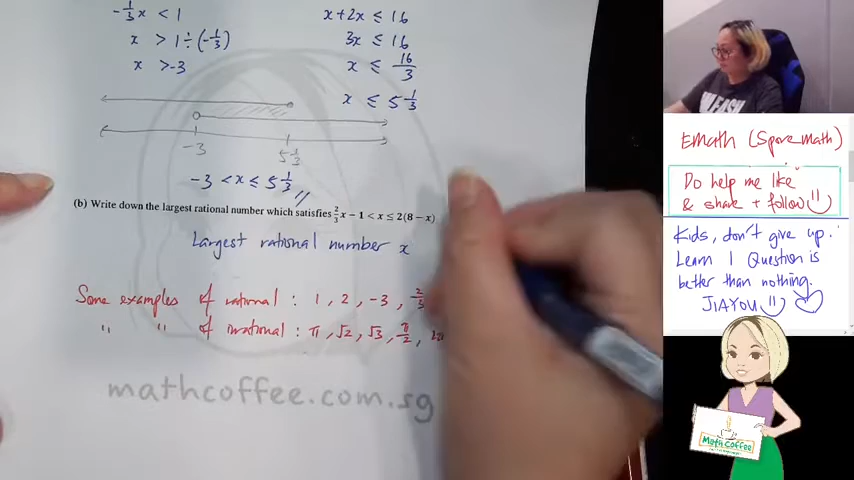 -1/3 x < 1
x > 1 ÷ (-1/3)
x > -3
x + 2x ≤ 16
3x ≤ 16
x ≤ 16/3
x ≤ 5 1/3
-3
5 1/3
-3 < x ≤ 5 1/3 //
(b) Write down the largest rational number which satisfies 2/3 x - 1 < x ≤ 2(8 - x)
Largest rational number x
Some examples of rational : 1, 2, -3, 2/3
" " of irrational : π, √2, √3, π/2,
mathcoffee.com.sg
Emath (Spore math)
Do help me like
& share + follow
Kids, don't give up.
Learn 1 Question is
better than nothing.
JIAYOU
Math Coffee